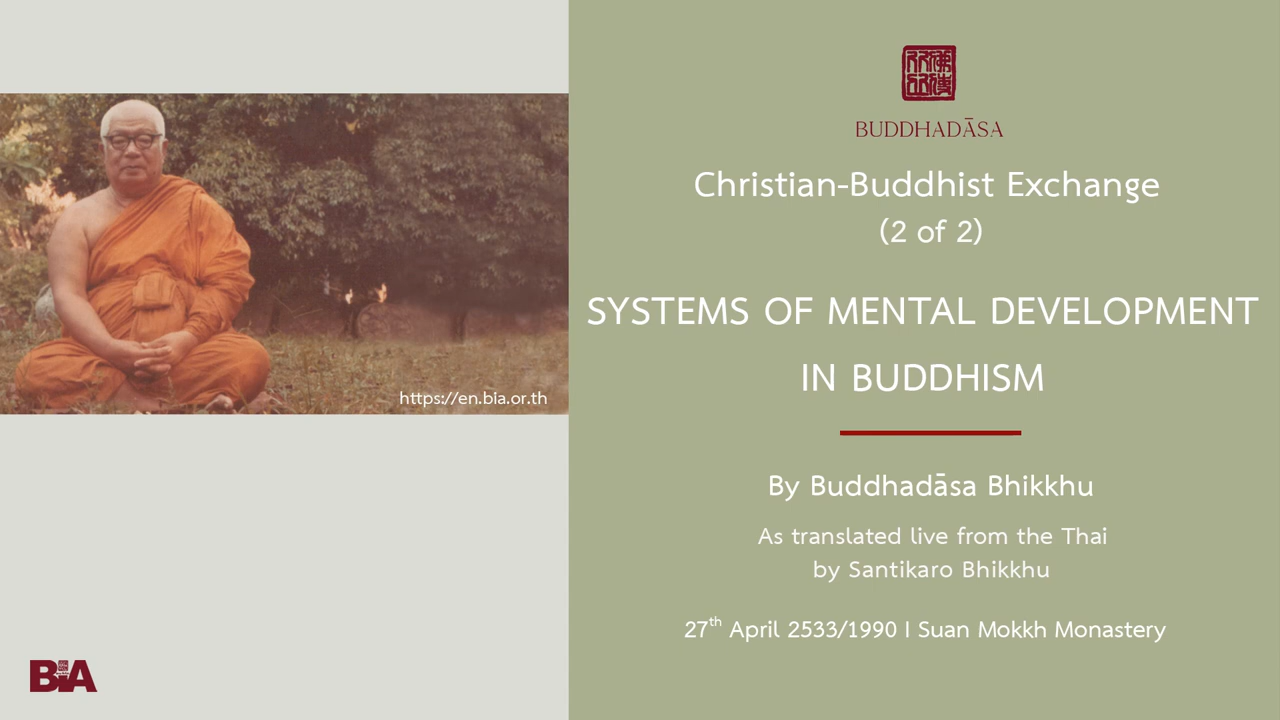 https://en.bia.or.th
BIA
BUDDHADĀSA
Christian-Buddhist Exchange
(2 of 2)
SYSTEMS OF MENTAL DEVELOPMENT
IN BUDDHISM
By Buddhadāsa Bhikkhu
As translated live from the Thai
by Santikaro Bhikkhu
27th April 2533/1990 I Suan Mokkh Monastery